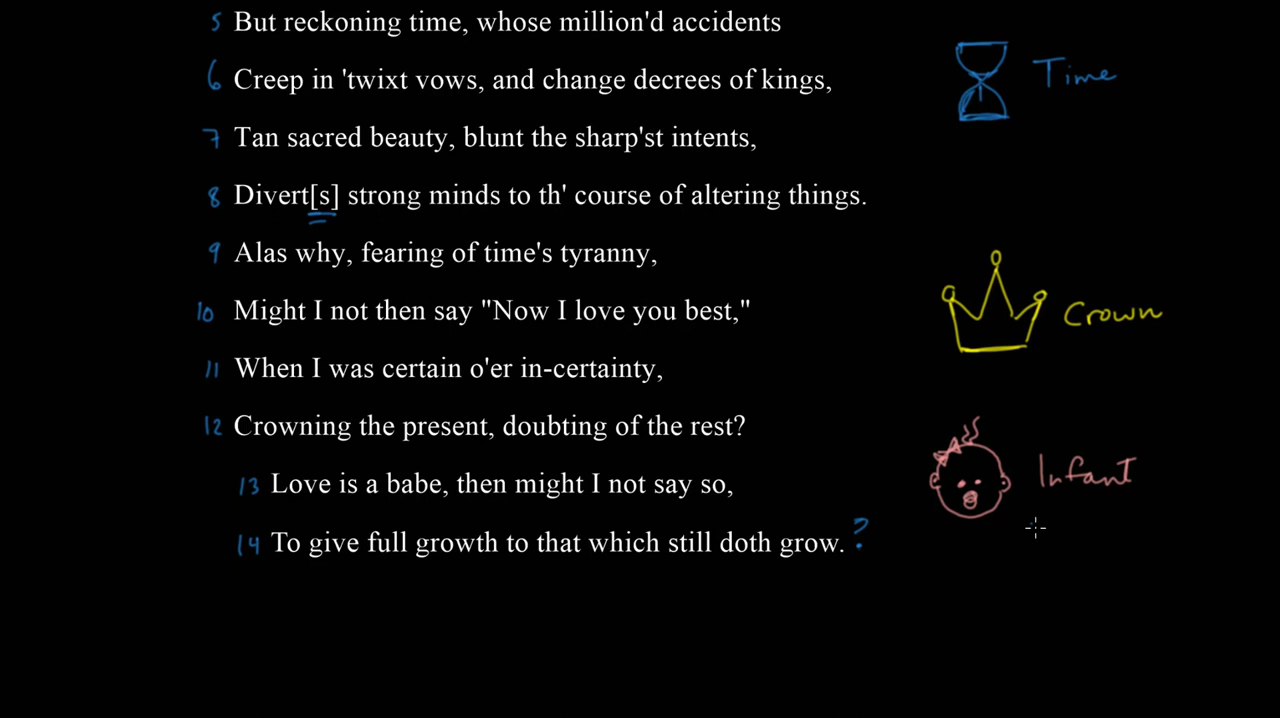 5 But reckoning time, whose million'd accidents
Time
6 Creep in 'twixt vows, and change decrees of kings,
7 Tan sacred beauty, blunt the sharp'st intents,
8 Divert[s] strong minds to th' course of altering things.
9 Alas why, fearing of time's tyranny,
10 Might I not then say "Now I love you best,"
Crown
11 When I was certain o'er in-certainty,
12 Crowning the present, doubting of the rest?
Infant
13 Love is a babe, then might I not say so,
14 To give full growth to that which still doth grow. ?